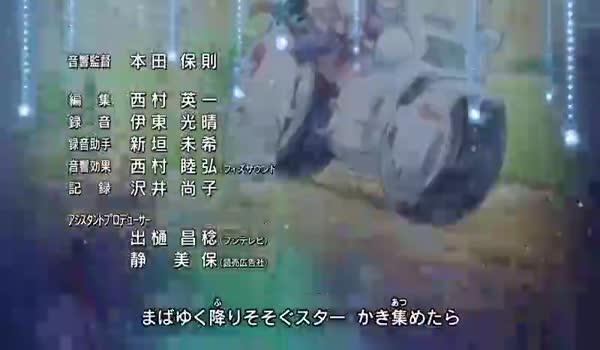 音響監督 本田 保則
編集 西村 英一
録音 伊東 光晴
録音助手 新垣 未希
音響効果 西村 睦弘(フィズサウンド)
記録 沢井 尚子
アシスタントプロデューサー
出樋 昌稔(フジテレビ)
静 美保(読売広告社)
ふ あつ
まばゆく降りそそぐスター かき集めたら